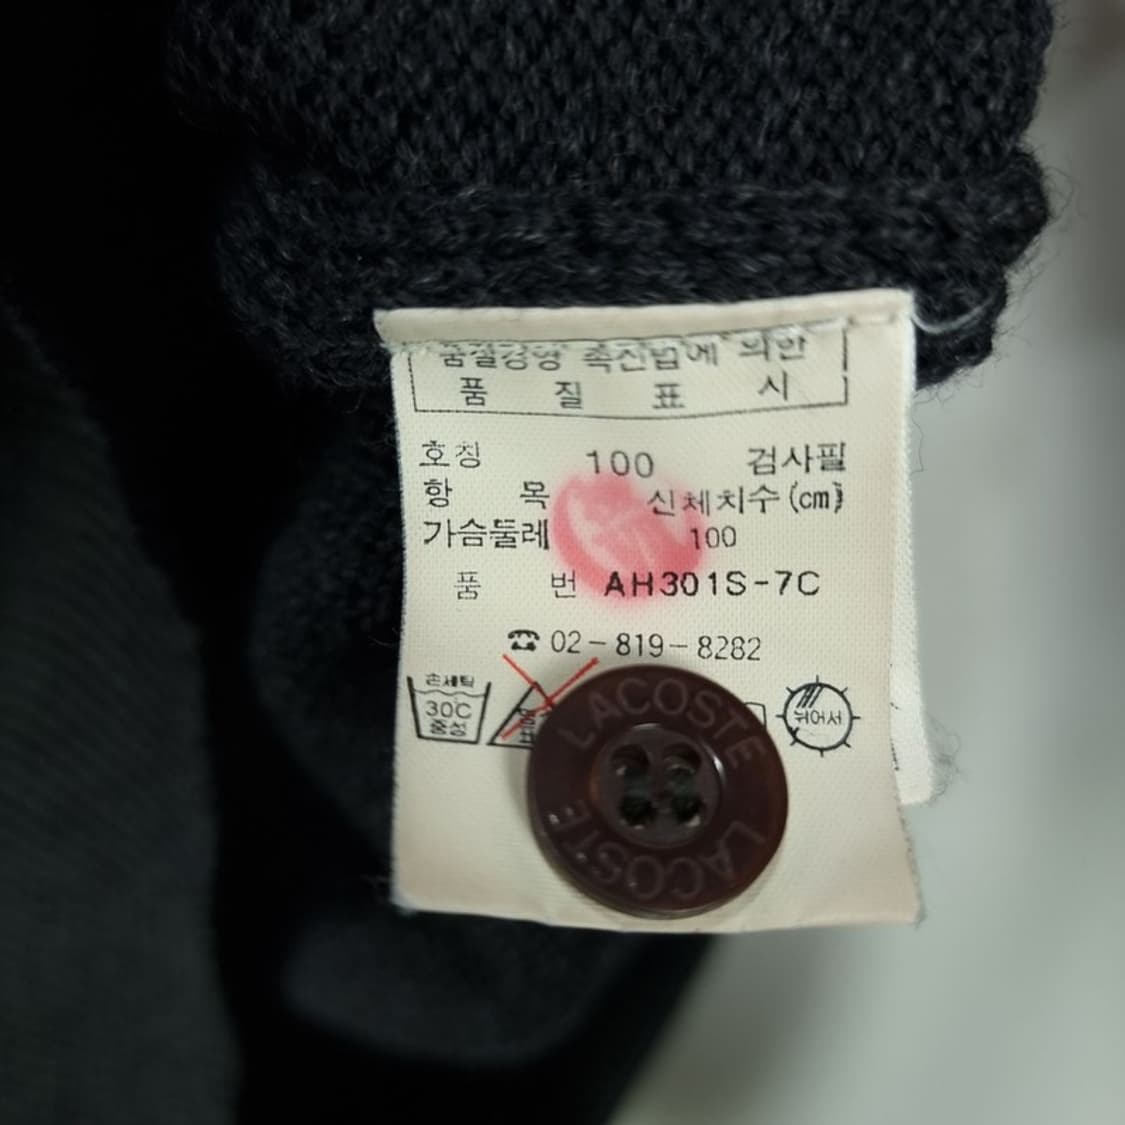 품질경영 촉진법에 의한
품 질 표 시
호칭 100 검사필
항 목 신체치수(cm)
가슴둘레 100
품 번 AH301S-7C
☎ 02-819-8282
손세탁
30C
중성
뉘어서
LACOSTE
LACOSTE